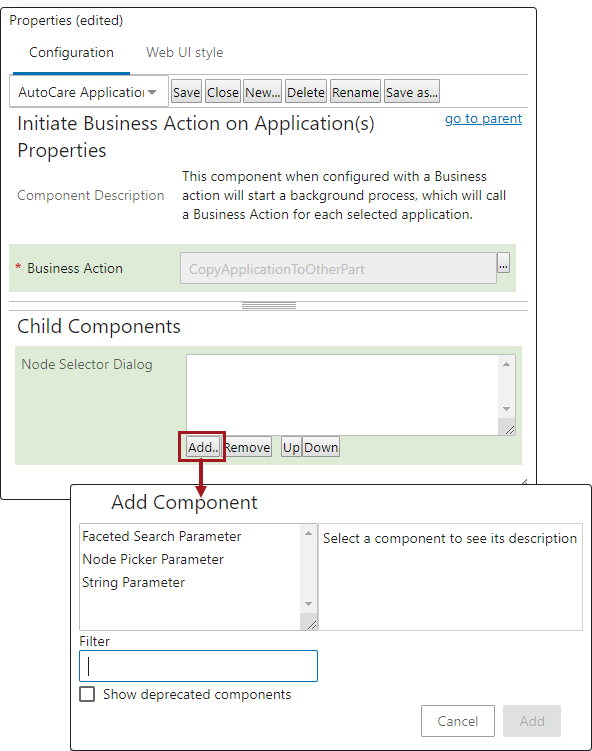 Properties (edited)
Configuration Web UI style
AutoCare Application Save Close New... Delete Rename Save as...
Initiate Business Action on Application(s) go to parent
Properties
This component when configured with a Business
Component Description action will start a background process, which will call
a Business Action for each selected application.
* Business Action CopyApplicationToOtherPart ...
Child Components
Node Selector Dialog
Add.. Remove Up Down
Add Component
Faceted Search Parameter Select a component to see its description
Node Picker Parameter
String Parameter
Filter
Show deprecated components
Cancel Add